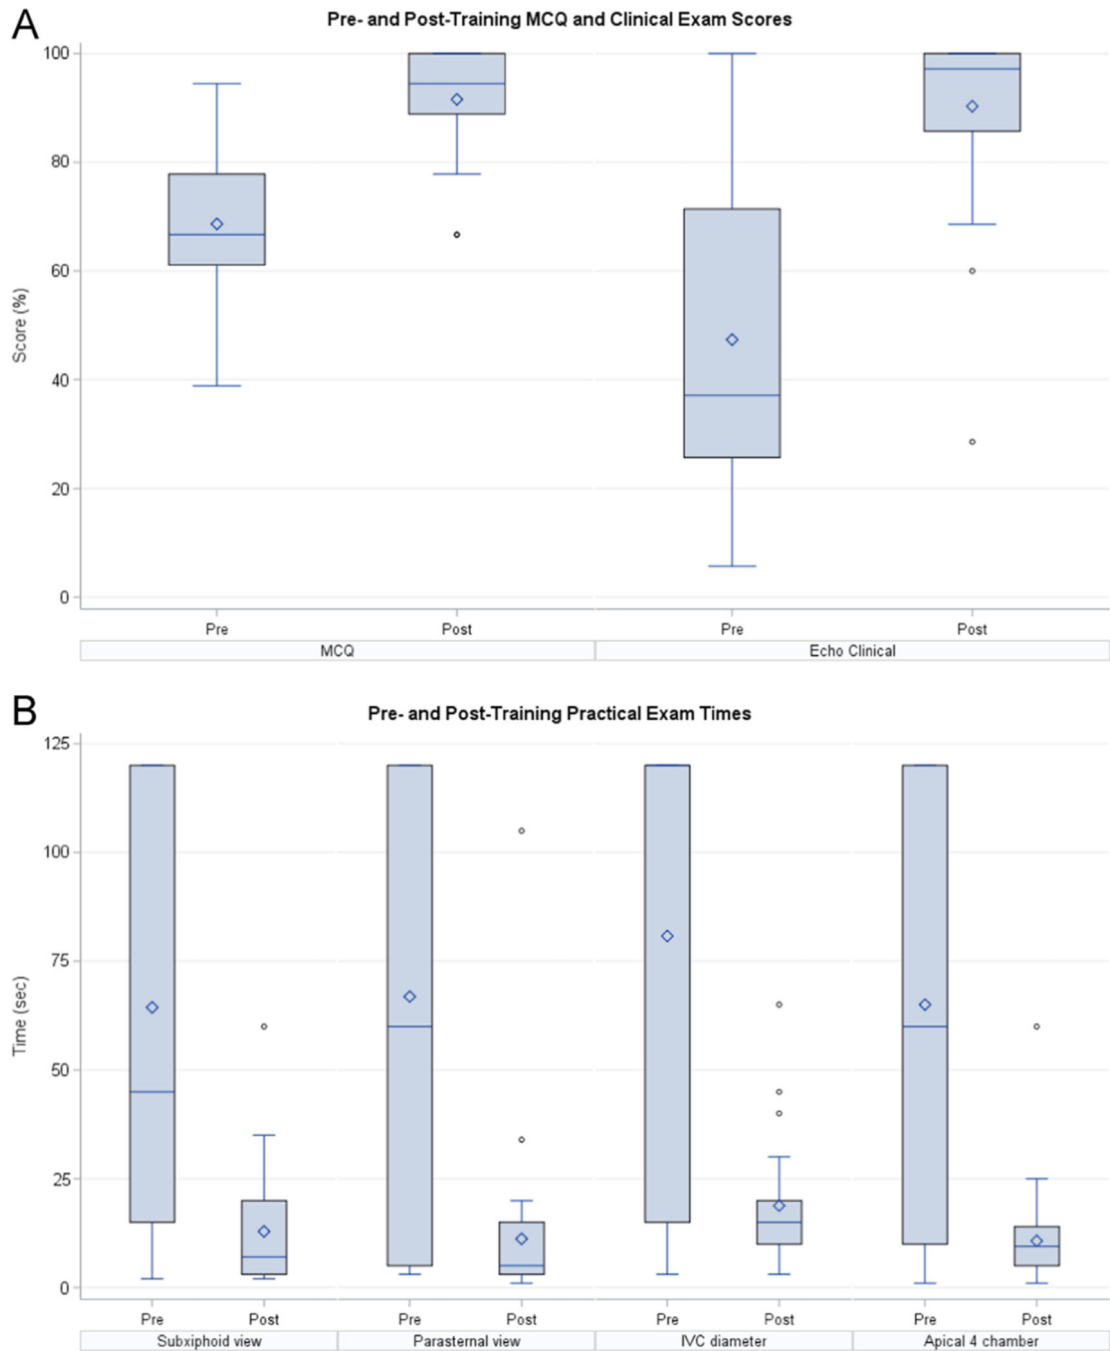 A
Pre- and Post-Training MCQ and Clinical Exam Scores
100
80
60
40
20
0
Score (%)
Pre Post Pre Post
MCQ Echo Clinical
B
Pre- and Post-Training Practical Exam Times
125
100
75
50
25
0
Time (sec)
Pre Post Pre Post Pre Post Pre Post
Subxiphoid view Parasternal view IVC diameter Apical 4 chamber